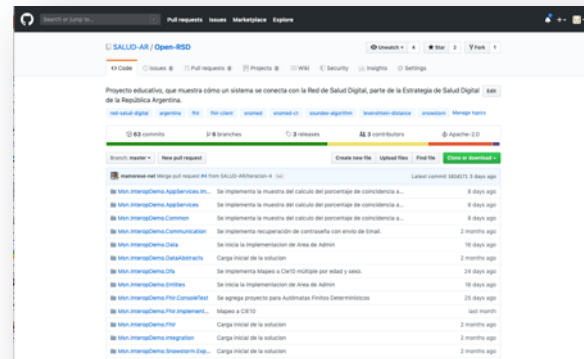 Search or jump to... Pull requests Issues Marketplace Explore
SALUD-AR / Open-RSD Unwatch 4 Star 2 Fork 1
Code Issues 0 Pull requests 0 Projects 0 Wiki Security Insights Settings
Proyecto educativo, que muestra cómo un sistema se conecta con la Red de Salud Digital, parte de la Estrategia de Salud Digital Edit
de la República Argentina.
red-salud-digital argentina fhir fhir-client snomed snomed-ct soundex-algorithm levenshtein-distance snowstorm Manage topics
63 commits 6 branches 3 releases 3 contributors Apache-2.0
Branch: master New pull request Create new file Upload files Find file Clone or download
mamorese-net Merge pull request #4 from SALUD-AR/Iteracion-4 Latest commit 3 days ago
Msn.InteropDemo.AppServices.Im... Se implementa la muestra del calculo del porcentaje de coincidencia a... 8 days ago
Msn.InteropDemo.AppServices Se implementa la muestra del calculo del porcentaje de coincidencia a... 8 days ago
Msn.InteropDemo.Common Se implementa la muestra del calculo del porcentaje de coincidencia a... 8 days ago
Msn.InteropDemo.Communication Se implementa recuperación de contraseña con envio de Email. 2 months ago
Msn.InteropDemo.Data Se inicia la implementacion de Area de Admin 19 days ago
Msn.InteropDemo.DataAbstracts Carga inicial de la solucion 2 months ago
Msn.InteropDemo.Dfa Se implementa Mapeo a Cie10 múltiple por edad y sexo. 24 days ago
Msn.InteropDemo.Entities Se inicia la implementacion de Area de Admin 19 days ago
Msn.InteropDemo.Fhir.ConsoleTest Se agrega proyecto para Autómatas Finitos Determinísticos 25 days ago
Msn.InteropDemo.Fhir.Implement... Mapeo a CIE10 last month
Msn.InteropDemo.Fhir Carga inicial de la solucion 2 months ago
Msn.InteropDemo.Integration Carga inicial de la solucion 2 months ago
Msn.InteropDemo.Snowstorm.Exp... Carga inicial de la solucion 2 months ago